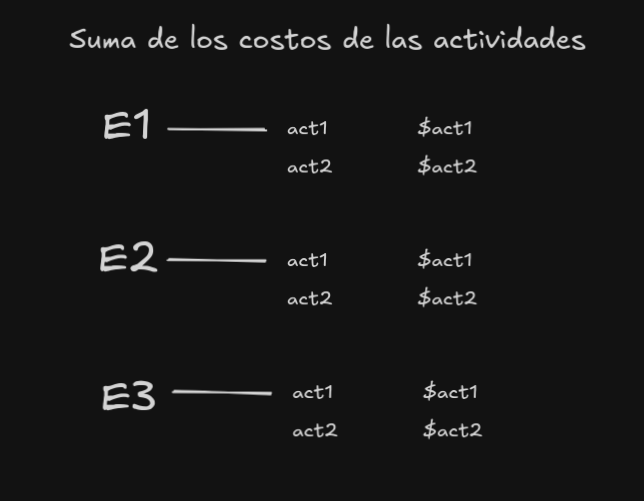 Suma de los costos de las actividades
E1 act1 $act1
act2 $act2
E2 act1 $act1
act2 $act2
E3 act1 $act1
act2 $act2